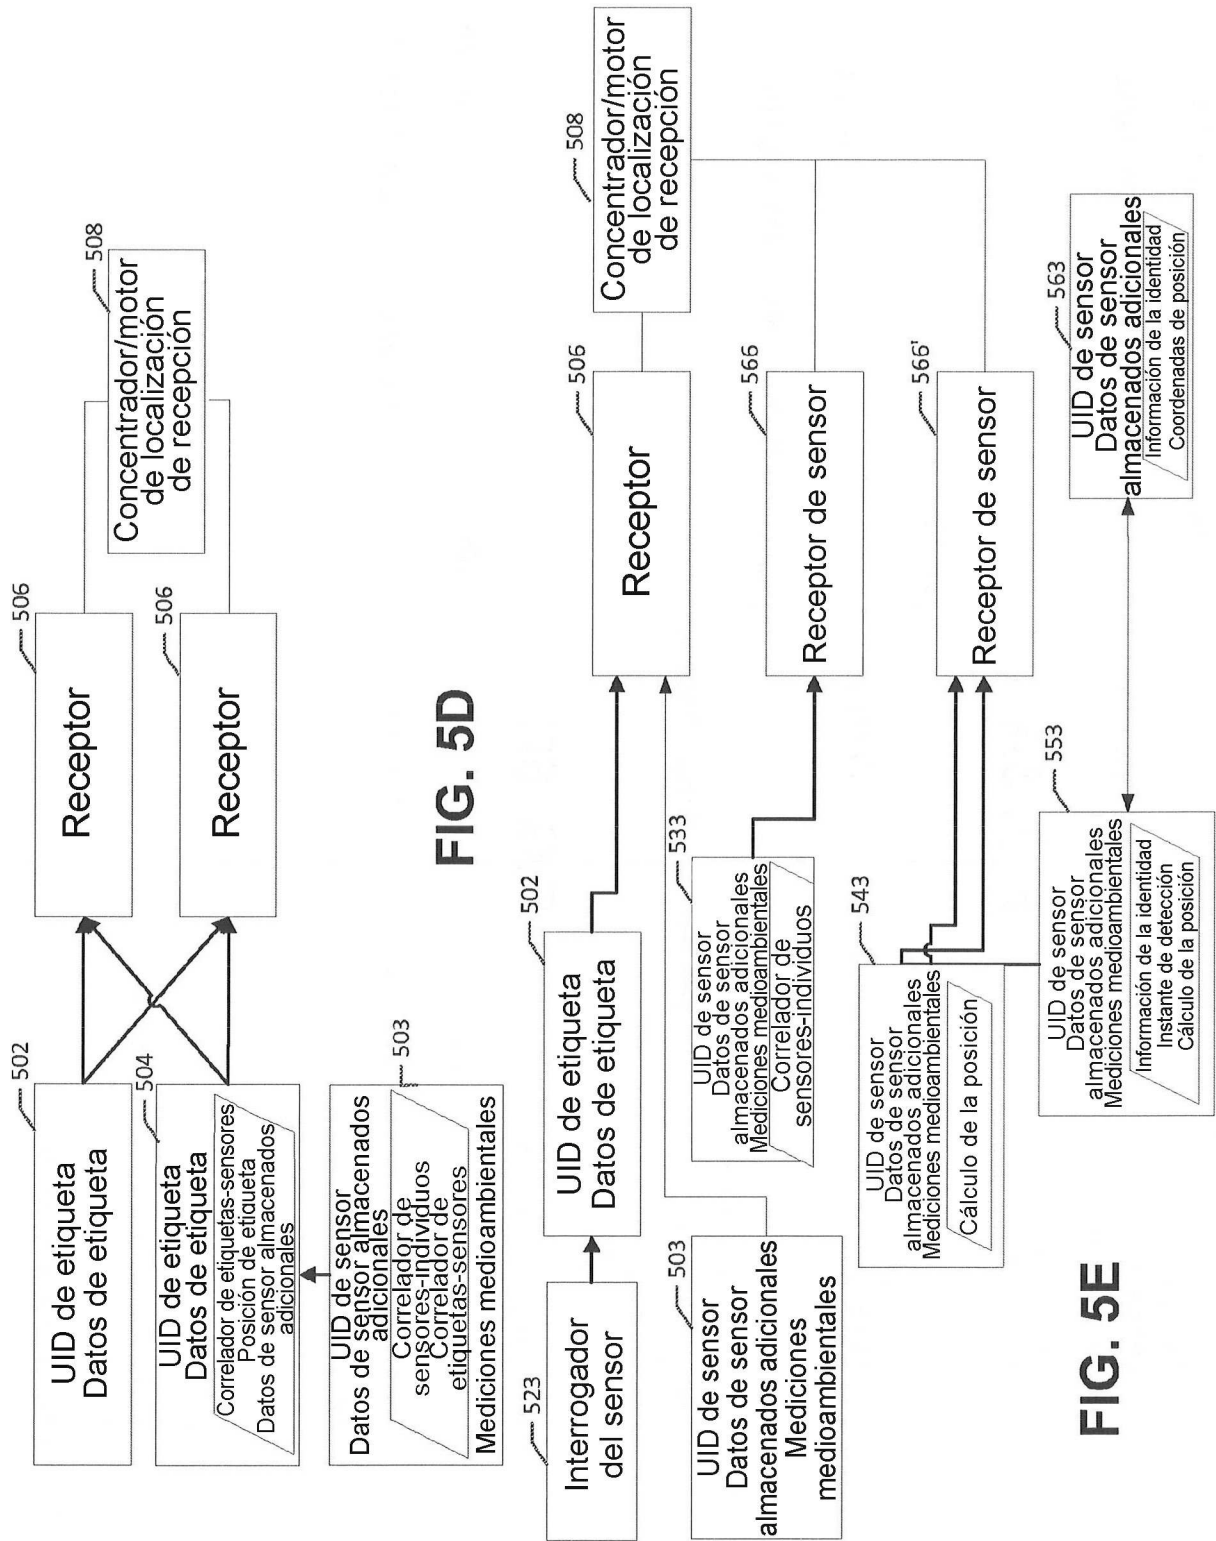 502
UID de etiqueta
Datos de etiqueta
504
UID de etiqueta
Datos de etiqueta
Correlador de etiquetas-sensores
Posición de etiqueta
Datos de sensor almacenados
adicionales
503
UID de sensor
Datos de sensor almacenados
adicionales
Correlador de
sensores-individuos
Correlador de
etiquetas-sensores
Mediciones medioambientales
506
Receptor
506
Receptor
508
Concentrador/motor
de localización
de recepción
FIG. 5D
523
Interrogador
del sensor
502
UID de etiqueta
Datos de etiqueta
503
UID de sensor
Datos de sensor
almacenados adicionales
Mediciones
medioambientales
533
UID de sensor
Datos de sensor
almacenados adicionales
Mediciones medioambientales
Correlador de
sensores-individuos
543
UID de sensor
Datos de sensor
almacenados adicionales
Mediciones medioambientales
Cálculo de la posición
553
UID de sensor
Datos de sensor
almacenados adicionales
Mediciones medioambientales
Información de la identidad
Instante de detección
Cálculo de la posición
506
Receptor
566
Receptor de sensor
566'
Receptor de sensor
508
Concentrador/motor
de localización
de recepción
563
UID de sensor
Datos de sensor
almacenados adicionales
Información de la identidad
Coordenadas de posición
FIG. 5E